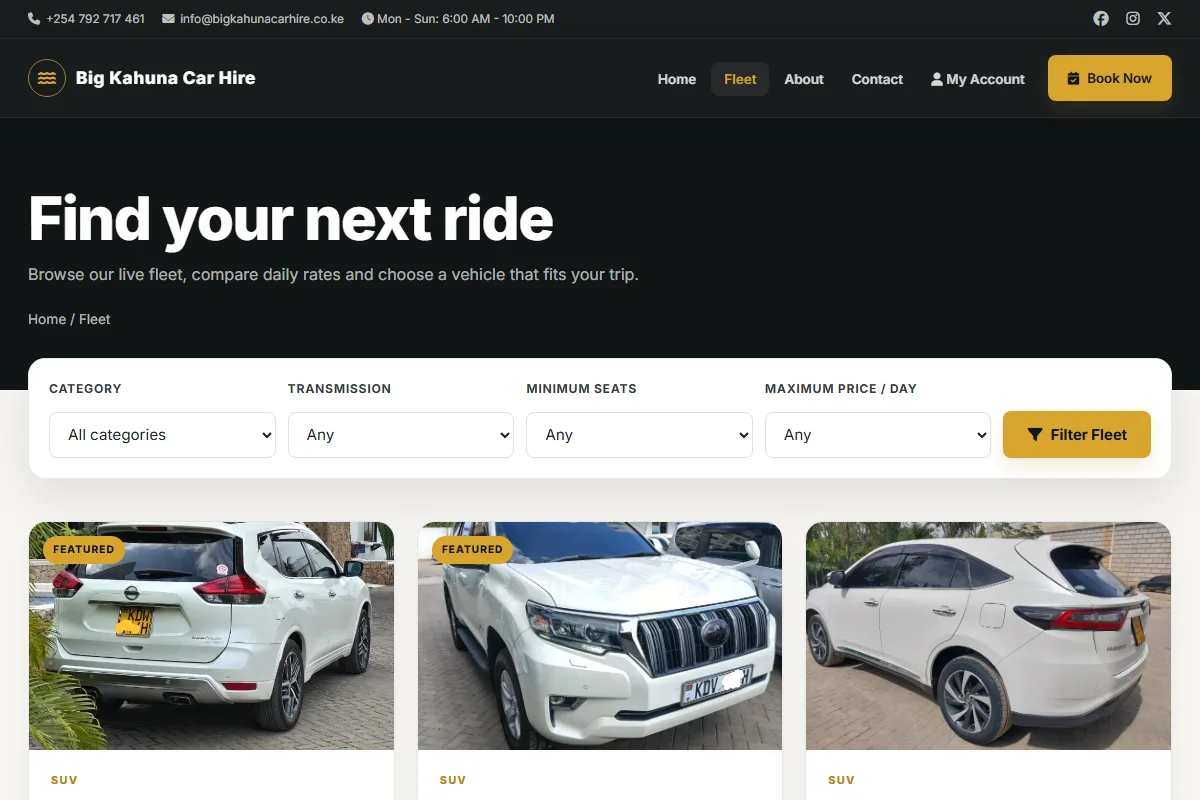 +254 792 717 461 info@bigkahunacarhire.co.ke Mon - Sun: 6:00 AM - 10:00 PM
Big Kahuna Car Hire
Home Fleet About Contact My Account Book Now
Find your next ride
Browse our live fleet, compare daily rates and choose a vehicle that fits your trip.
Home / Fleet
CATEGORY TRANSMISSION MINIMUM SEATS MAXIMUM PRICE / DAY
All categories Any Any Any Filter Fleet
FEATURED FEATURED
KDV
SUV SUV SUV